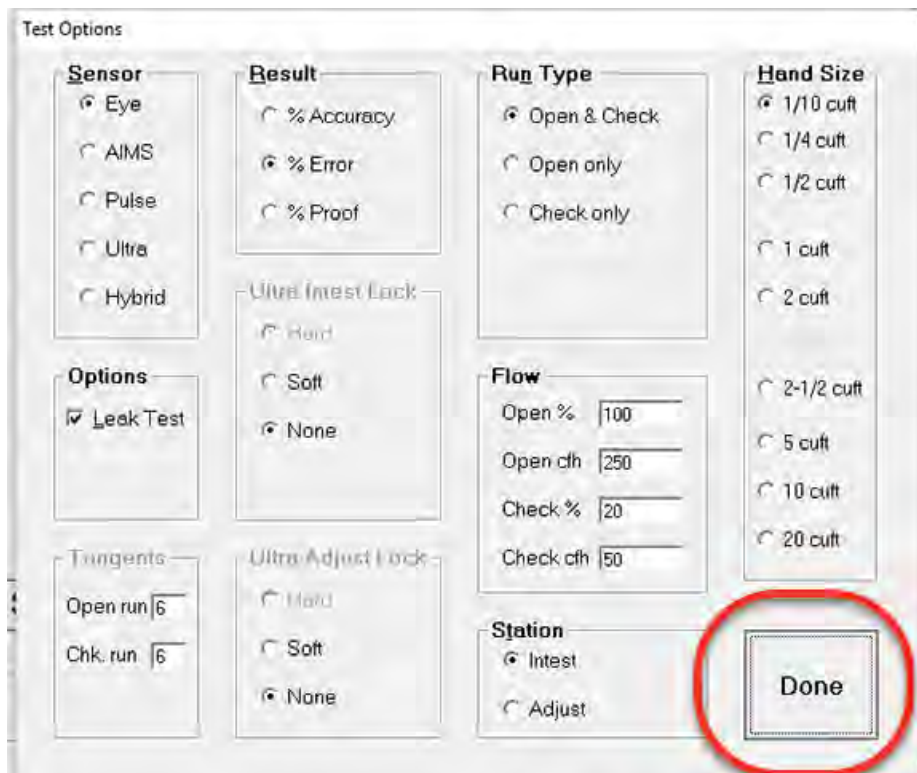 Test Options
Sensor
Eye
AIMS
Pulse
Ultra
Hybrid
Options
Leak Test
Tangents
Open run 6
Chk. run 6
Result
% Accuracy
% Error
% Proof
Ultra Intest Lock
Hard
Soft
None
Ultra Adjust Lock
Hard
Soft
None
Run Type
Open & Check
Open only
Check only
Flow
Open % 100
Open cfh 250
Check % 20
Check cfh 50
Station
Intest
Adjust
Hand Size
1/10 cuft
1/4 cuft
1/2 cuft
1 cuft
2 cuft
2-1/2 cuft
5 cuft
10 cuft
20 cuft
Done